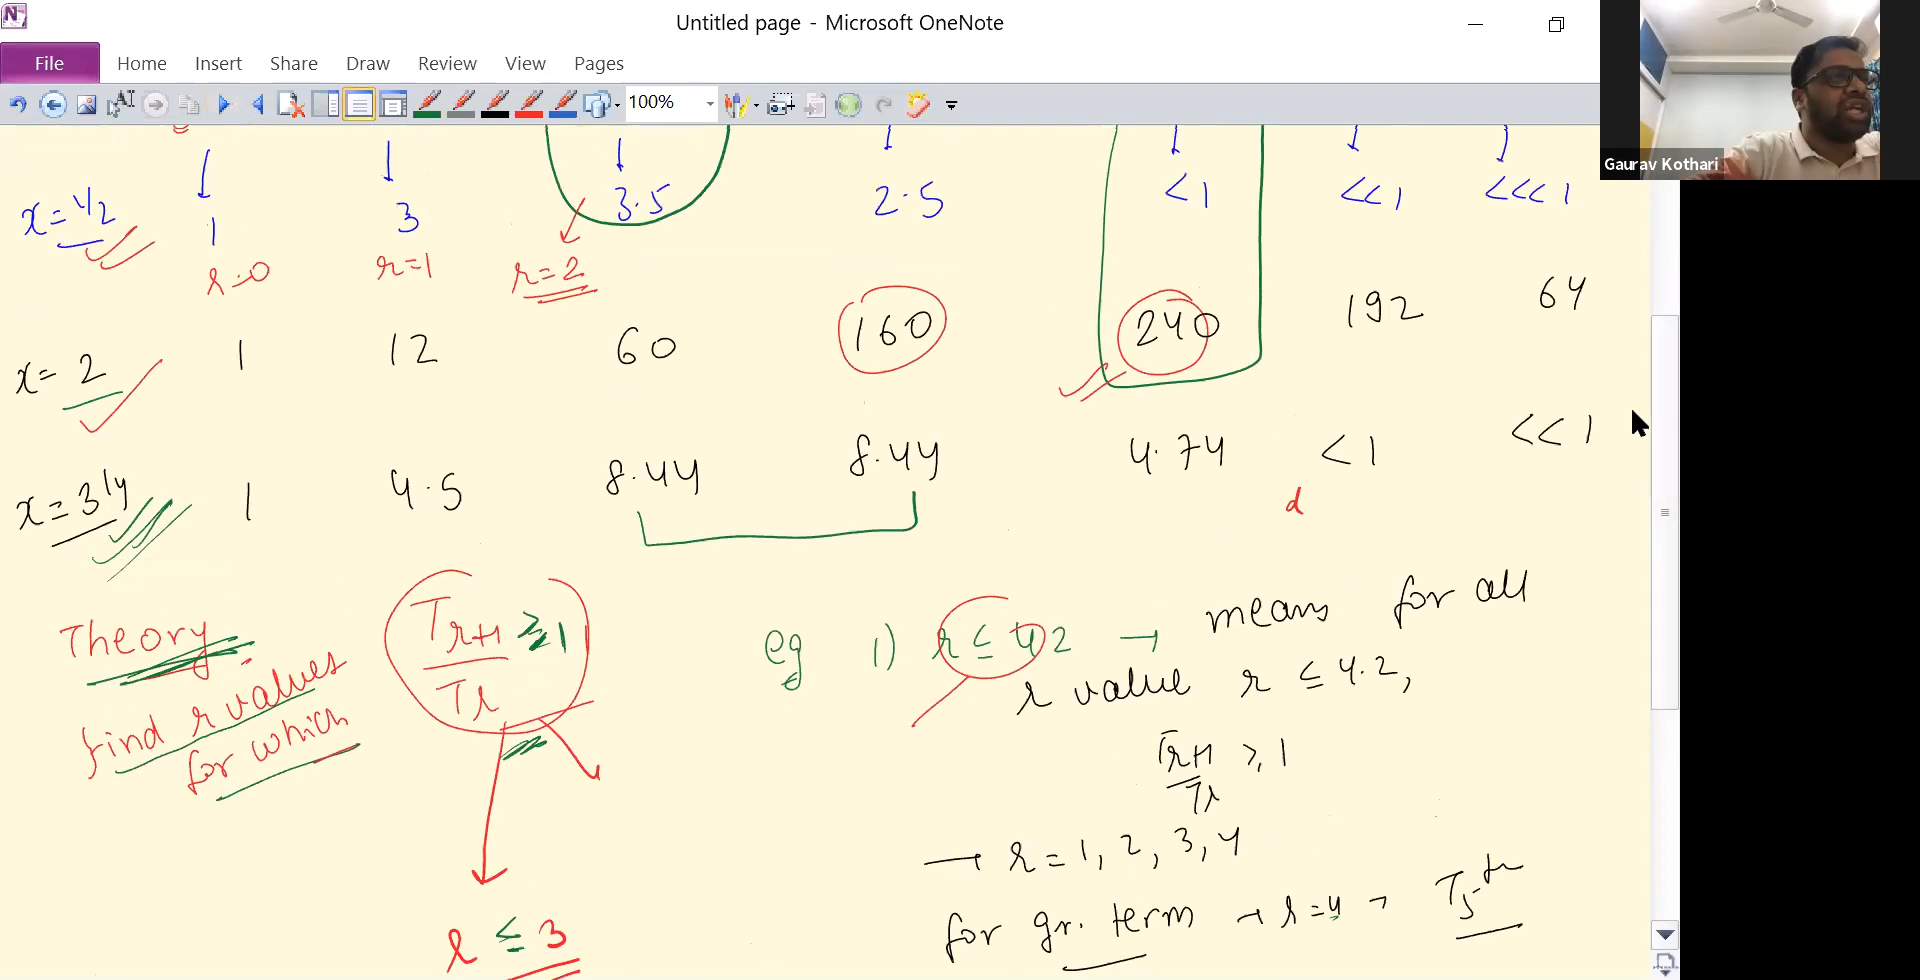 Untitled page - Microsoft OneNote
File Home Insert Share Draw Review View Pages
100%
Gaurav Kothari
x = 1/2 1 3 3.5 2.5 < 1 << 1 <<< 1
r=0 r=1 r=2
x = 2 1 12 60 160 240 192 64
x = 3/4 1 4.5 8.44 8.44 4.74 < 1 << 1
d
Theory
find r values
for which
Tr+1 ≥ 1
Tr
r ≤ 3
eg 1) r ≤ 4.2 → means for all
r value r ≤ 4.2,
Tr+1 ≥ 1
Tr
→ r = 1, 2, 3, 4
for gr. term → r = 4 → T5th